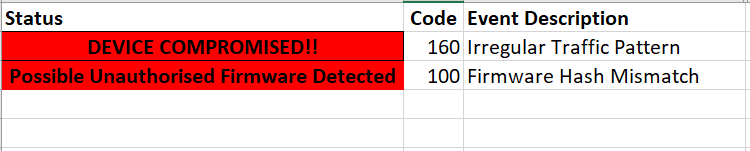 Status Code Event Description
DEVICE COMPROMISED!! 160 Irregular Traffic Pattern
Possible Unauthorised Firmware Detected 100 Firmware Hash Mismatch